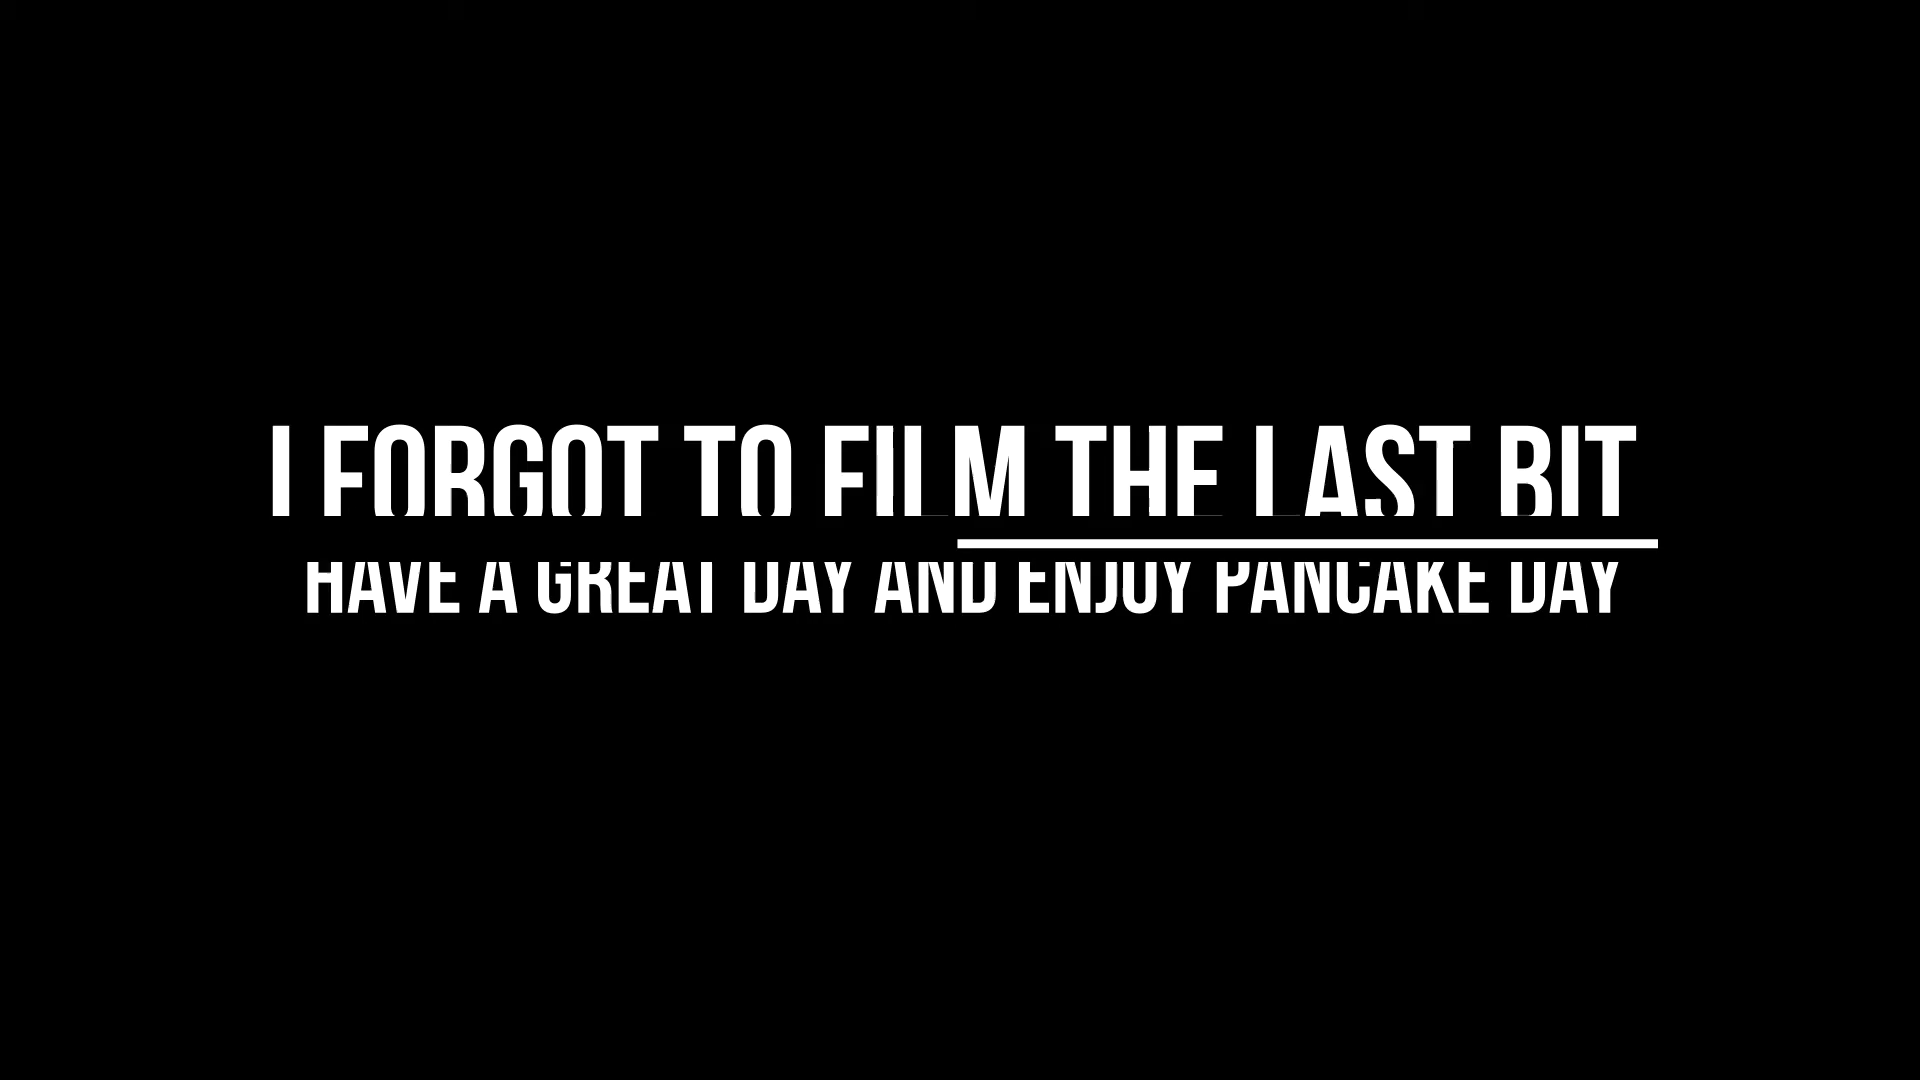 I FORGOT TO FILM THE LAST BIT
HAVE A GREAT DAY AND ENJOY PANCAKE DAY